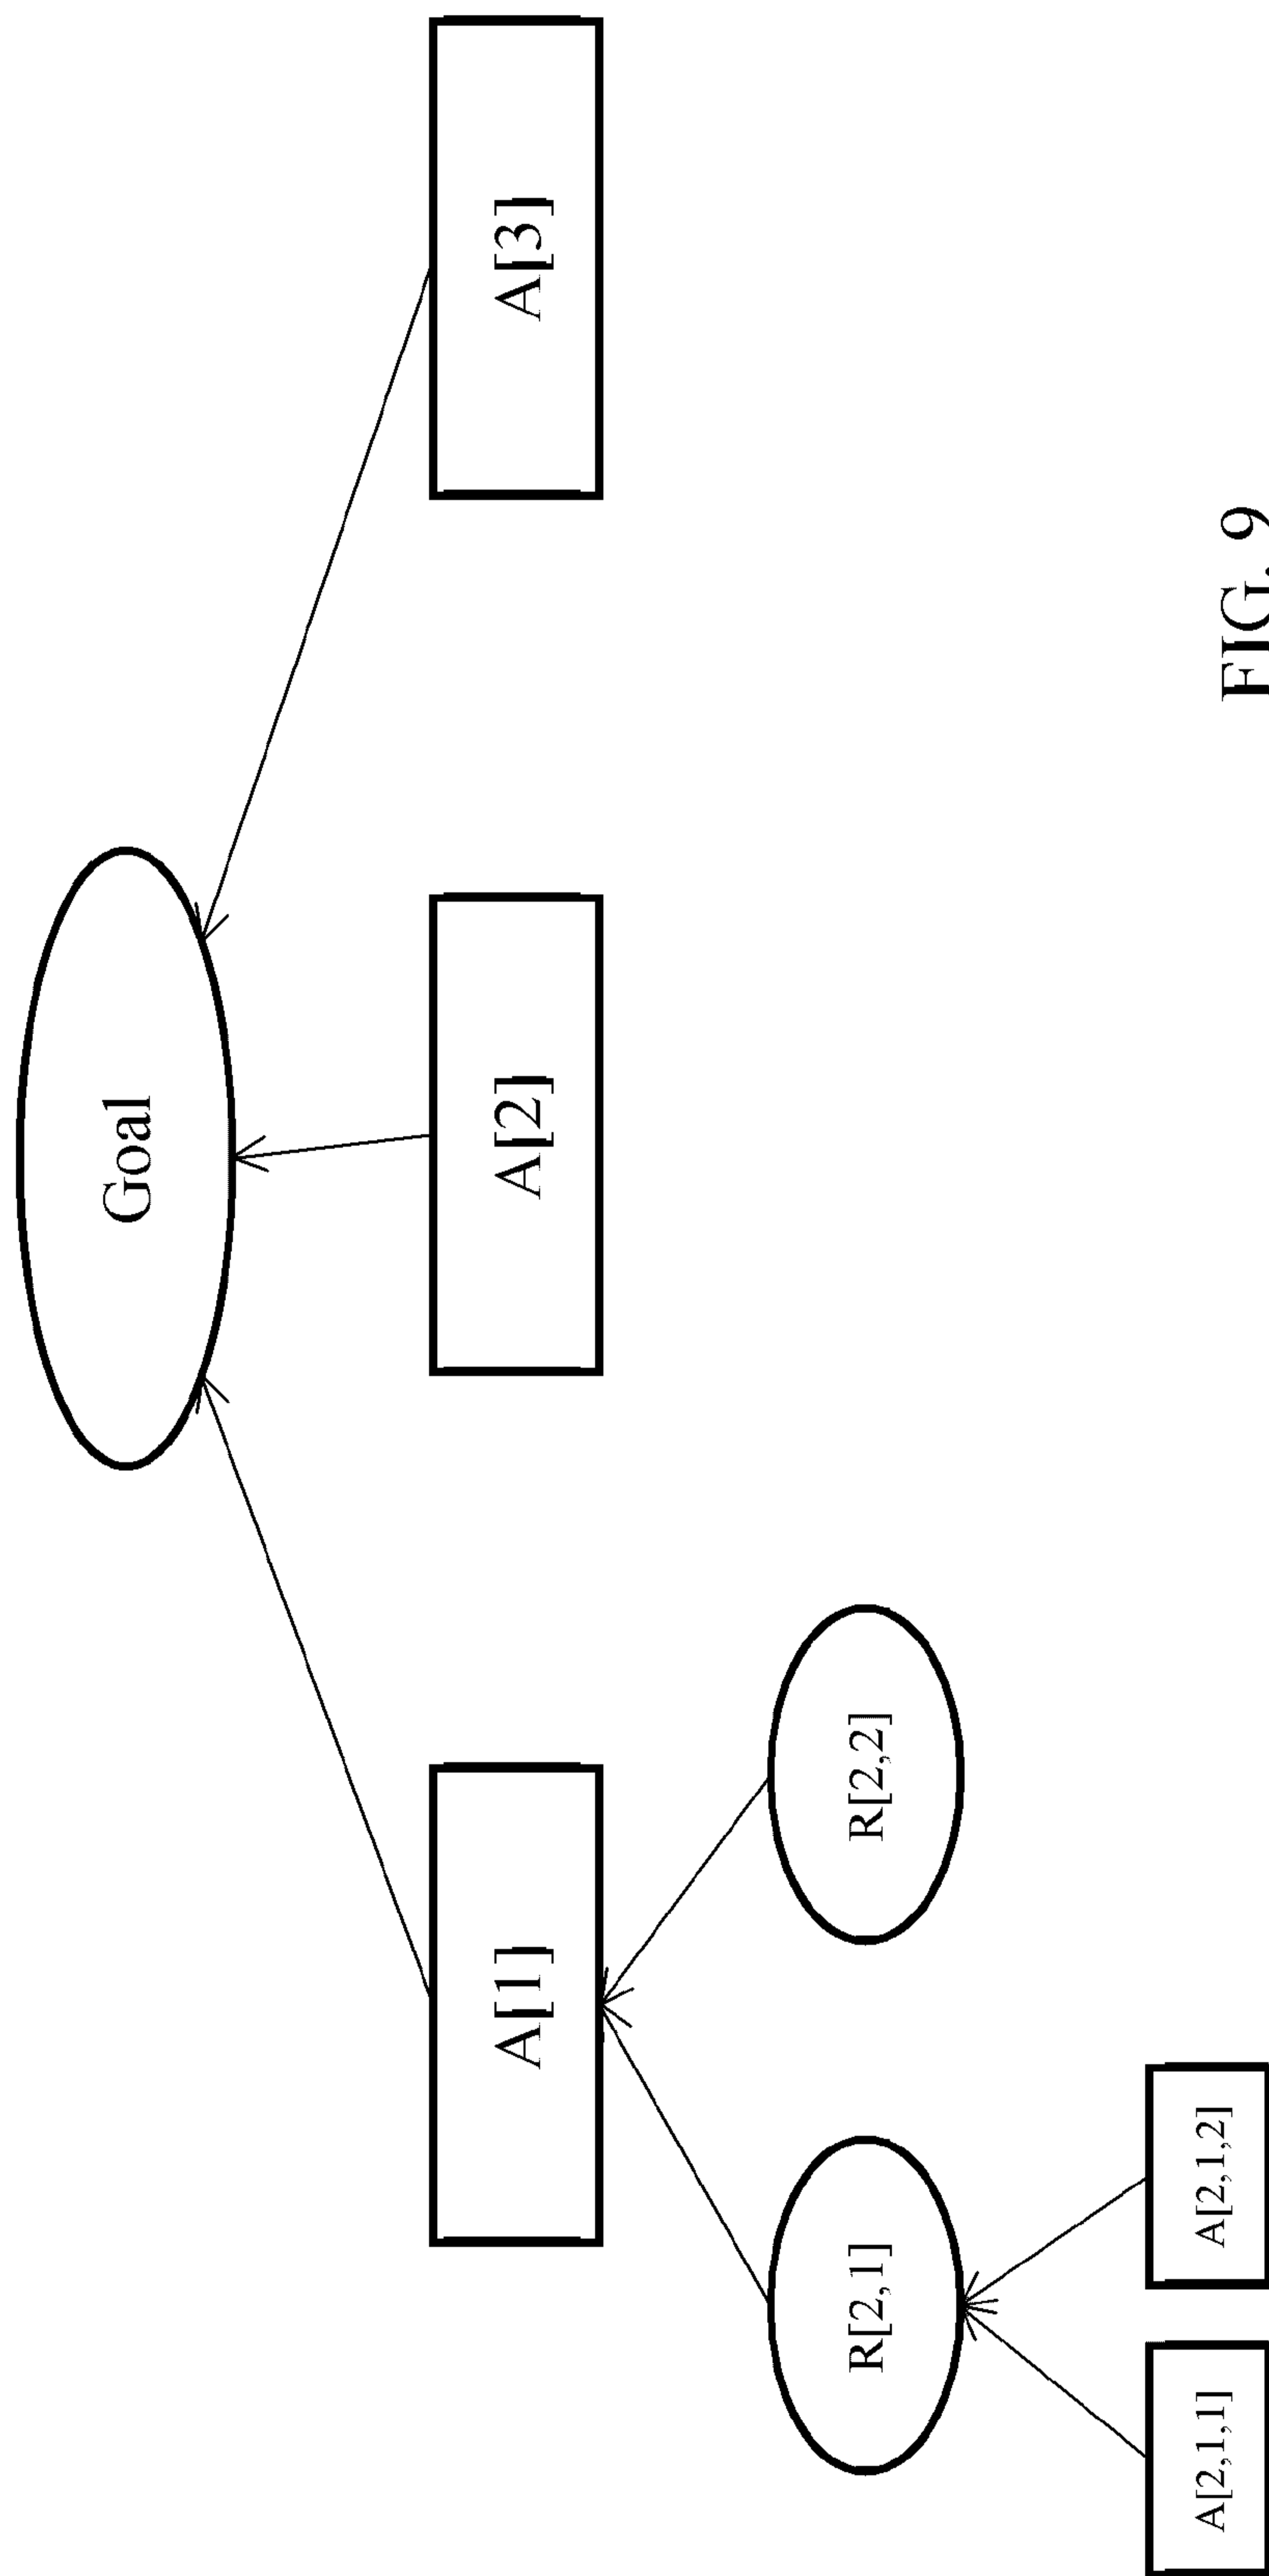 Goal
A[1]
A[2]
A[3]
R[2,1]
R[2,2]
A[2,1,1]
A[2,1,2]
FIG. 9